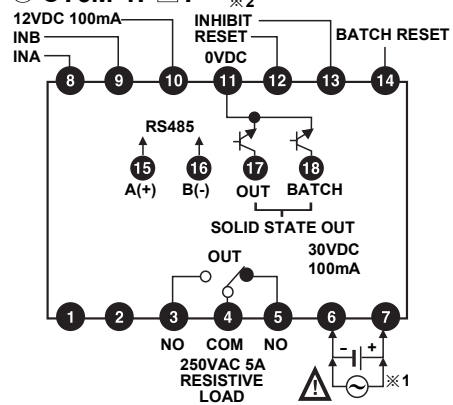 ※2
12VDC 100mA
INHIBIT
INB
RESET
BATCH RESET
INA
0VDC
8 9 10 11 12 13 14
RS485
15 16 17 18
A(+) B(-) OUT BATCH
SOLID STATE OUT
30VDC
100mA
OUT
1 2 3 4 5 6 7
NO COM NO
- +
250VAC 5A
RESISTIVE
LOAD
※1